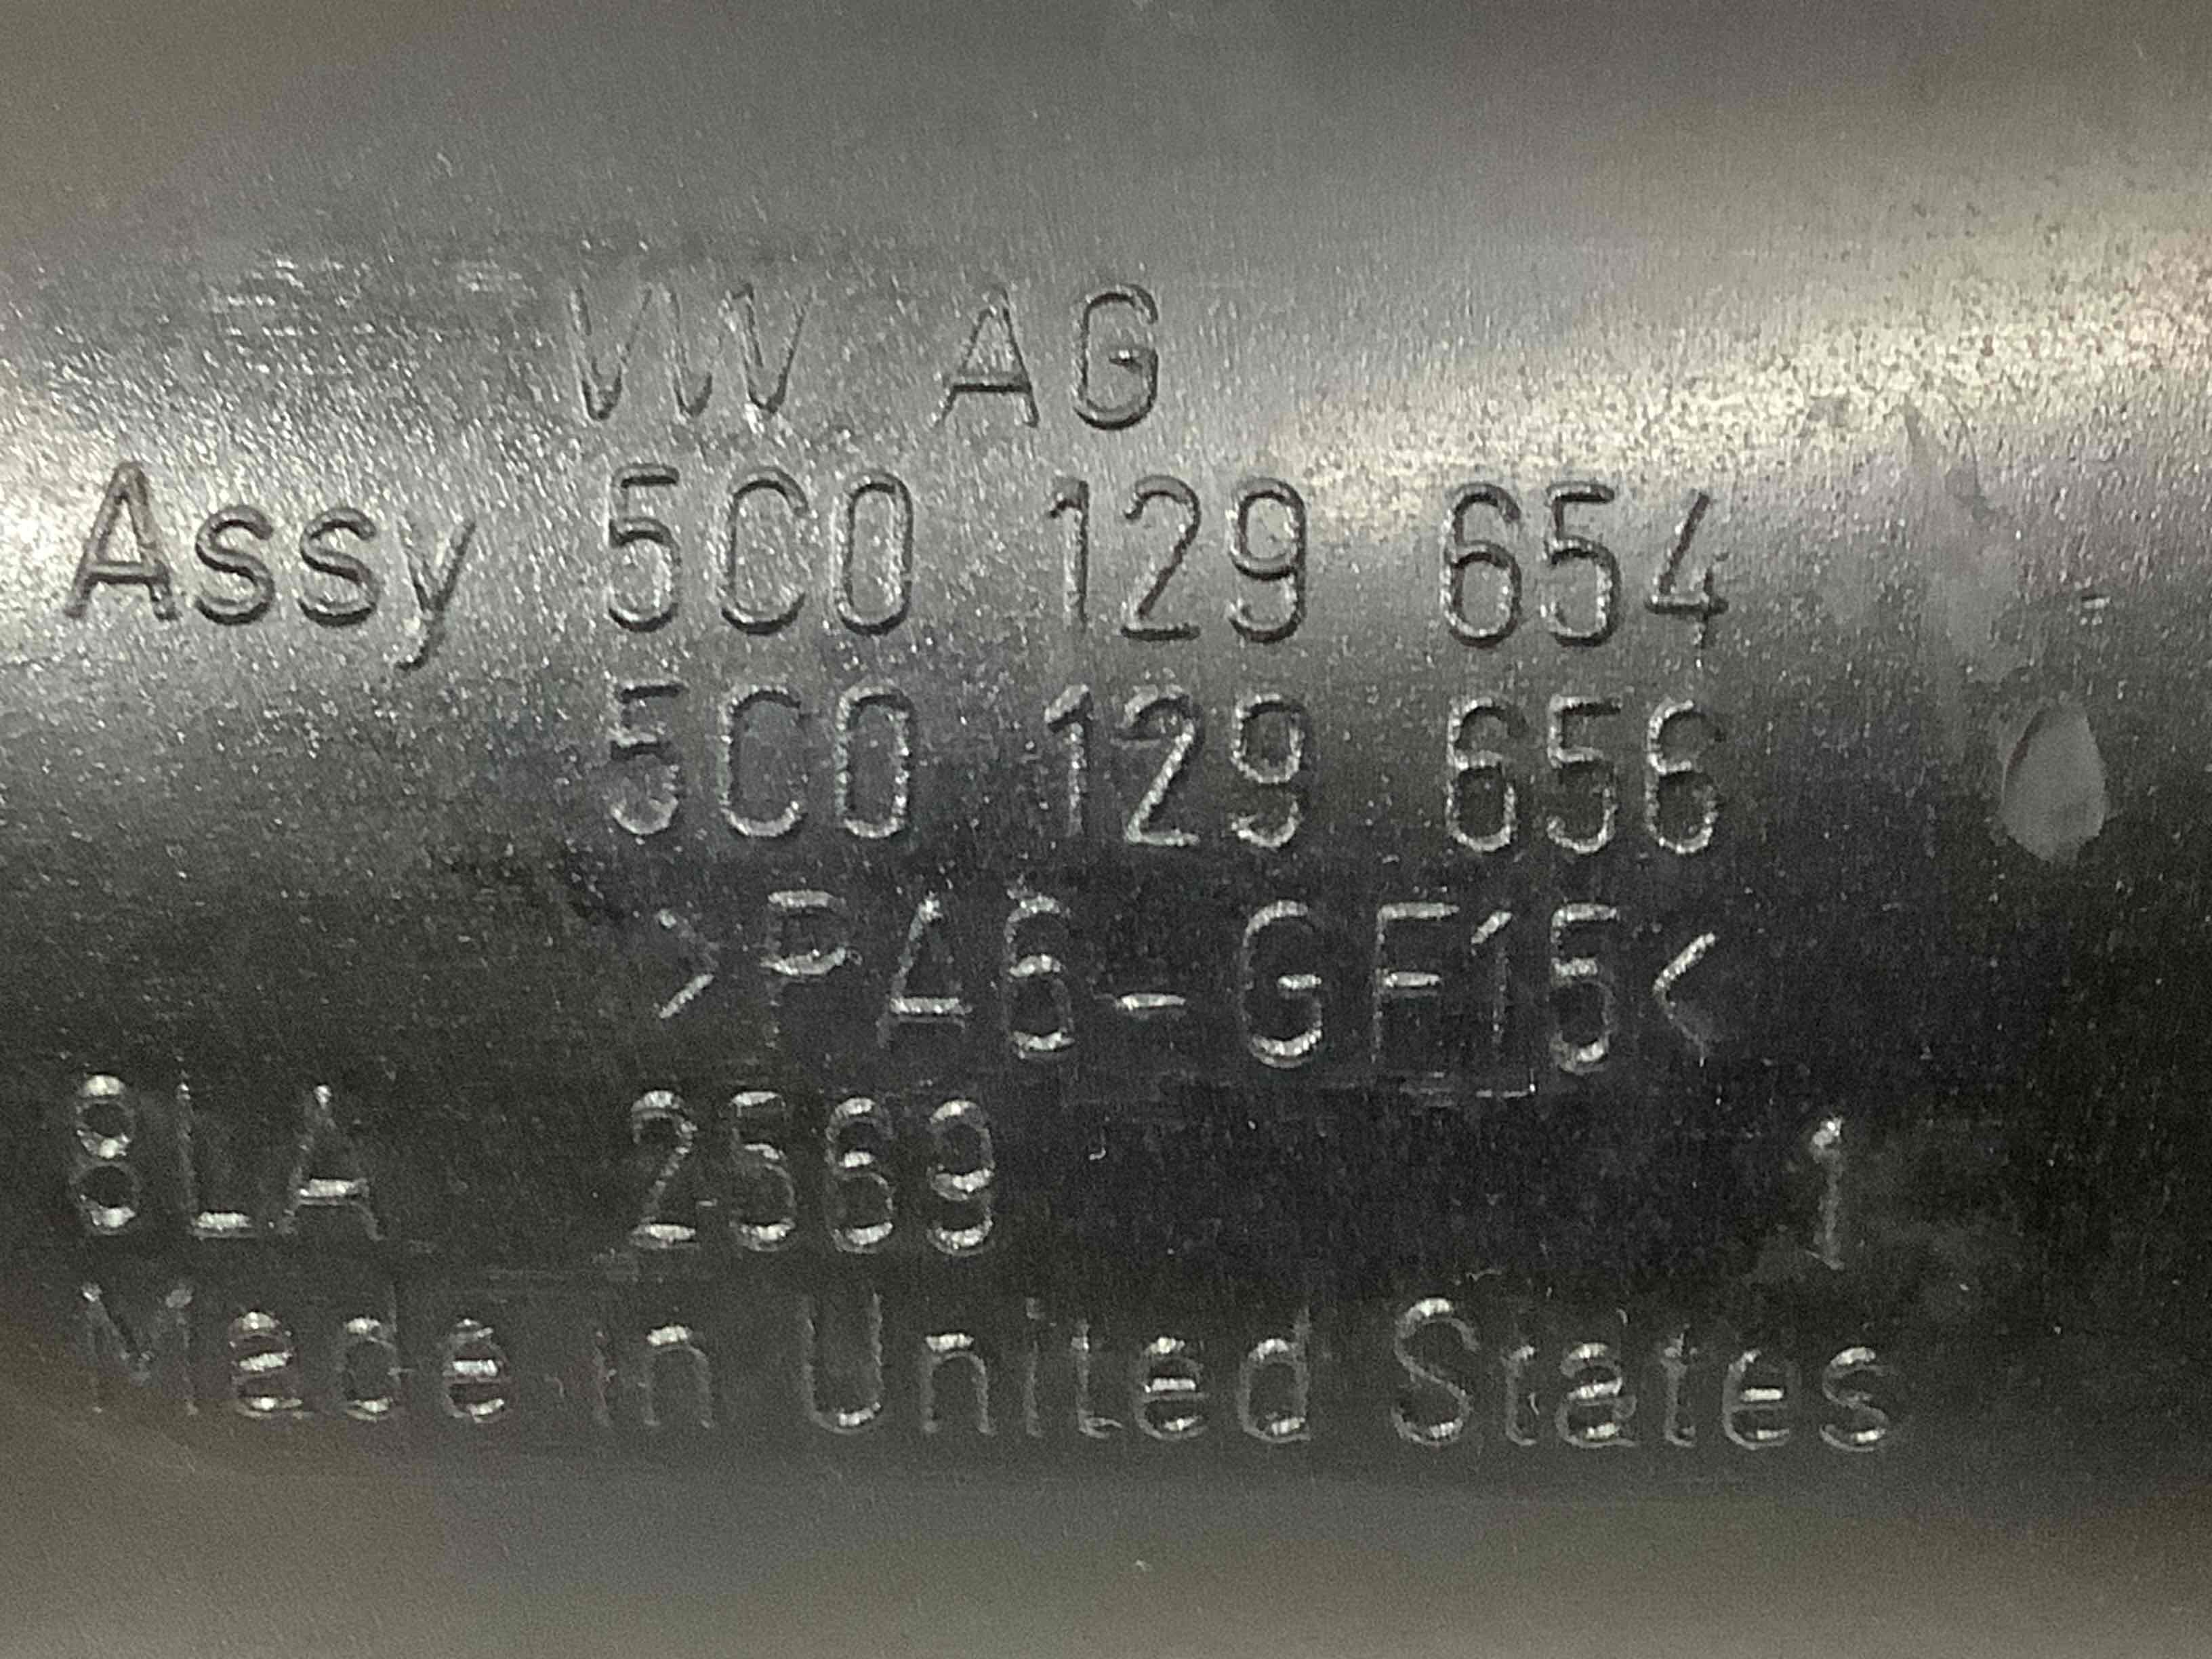 VW AG
Assy 5C0 129 654
5C0 129 656
>PA6-GF15<
8LA 2569 1
Made in United States